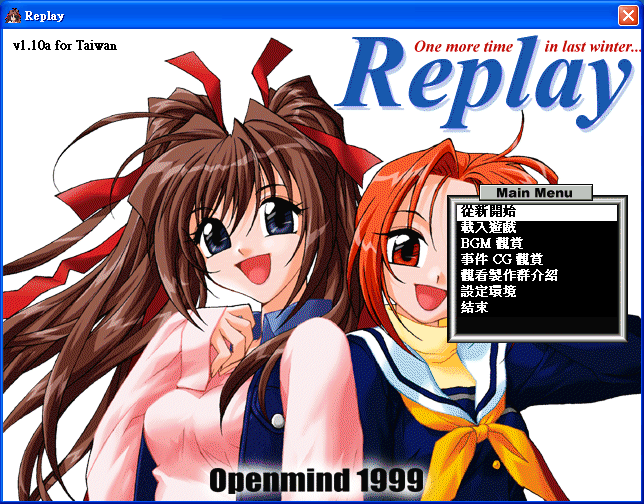 Replay
v1.10a for Taiwan
One more time in last winter...
Replay
Main Menu
從新開始
載入遊戲
BGM 觀賞
事件 CG 觀賞
觀看製作群介紹
設定環境
結束
Openmind 1999